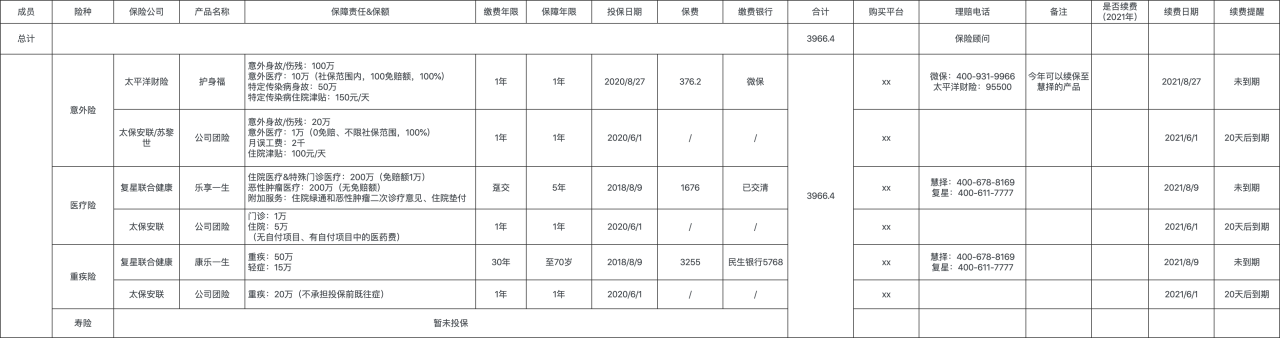 成员 险种 保险公司 产品名称 保障责任&保额 缴费年限 保障年限 投保日期 保费 缴费银行 合计 购买平台 理赔电话 备注 是否续费（2021年） 续费日期 续费提醒
总计 3966.4 保险顾问
意外险
太平洋财险 护身福
意外身故/伤残：100万
意外医疗：10万（社保范围内，100免赔额，100%）
特定传染病身故：50万
特定传染病住院津贴：150元/天
1年 1年 2020/8/27 376.2 微保
3966.4
xx
微保：400-931-9966
太平洋财险：95500
今年可以续保至
慧择的产品
2021/8/27 未到期
太保安联/苏黎
世
公司团险
意外身故/伤残：20万
意外医疗：1万（0免赔、不限社保范围，100%）
月误工费：2千
住院津贴：100元/天
1年 1年 2020/6/1 / / xx 2021/6/1 20天后到期
医疗险
复星联合健康 乐享一生
住院医疗&特殊门诊医疗：200万（免赔额1万）
恶性肿瘤医疗：200万（无免赔额）
附加服务：住院绿通和恶性肿瘤二次诊疗意见、住院垫付
趸交 5年 2018/8/9 1676 已交清 xx
慧择：400-678-8169
复星：400-611-7777
2021/8/9 未到期
太保安联 公司团险
门诊：1万
住院：5万
（无自付项目、有自付项目中的医药费）
1年 1年 2020/6/1 / / xx 2021/6/1 20天后到期
重疾险
复星联合健康 康乐一生
重疾：50万
轻症：15万
30年 至70岁 2018/8/9 3255 民生银行5768 xx
慧择：400-678-8169
复星：400-611-7777
2021/8/9 未到期
太保安联 公司团险 重疾：20万（不承担投保前既往症） 1年 1年 2020/6/1 / / xx 2021/6/1 20天后到期
寿险 暂未投保